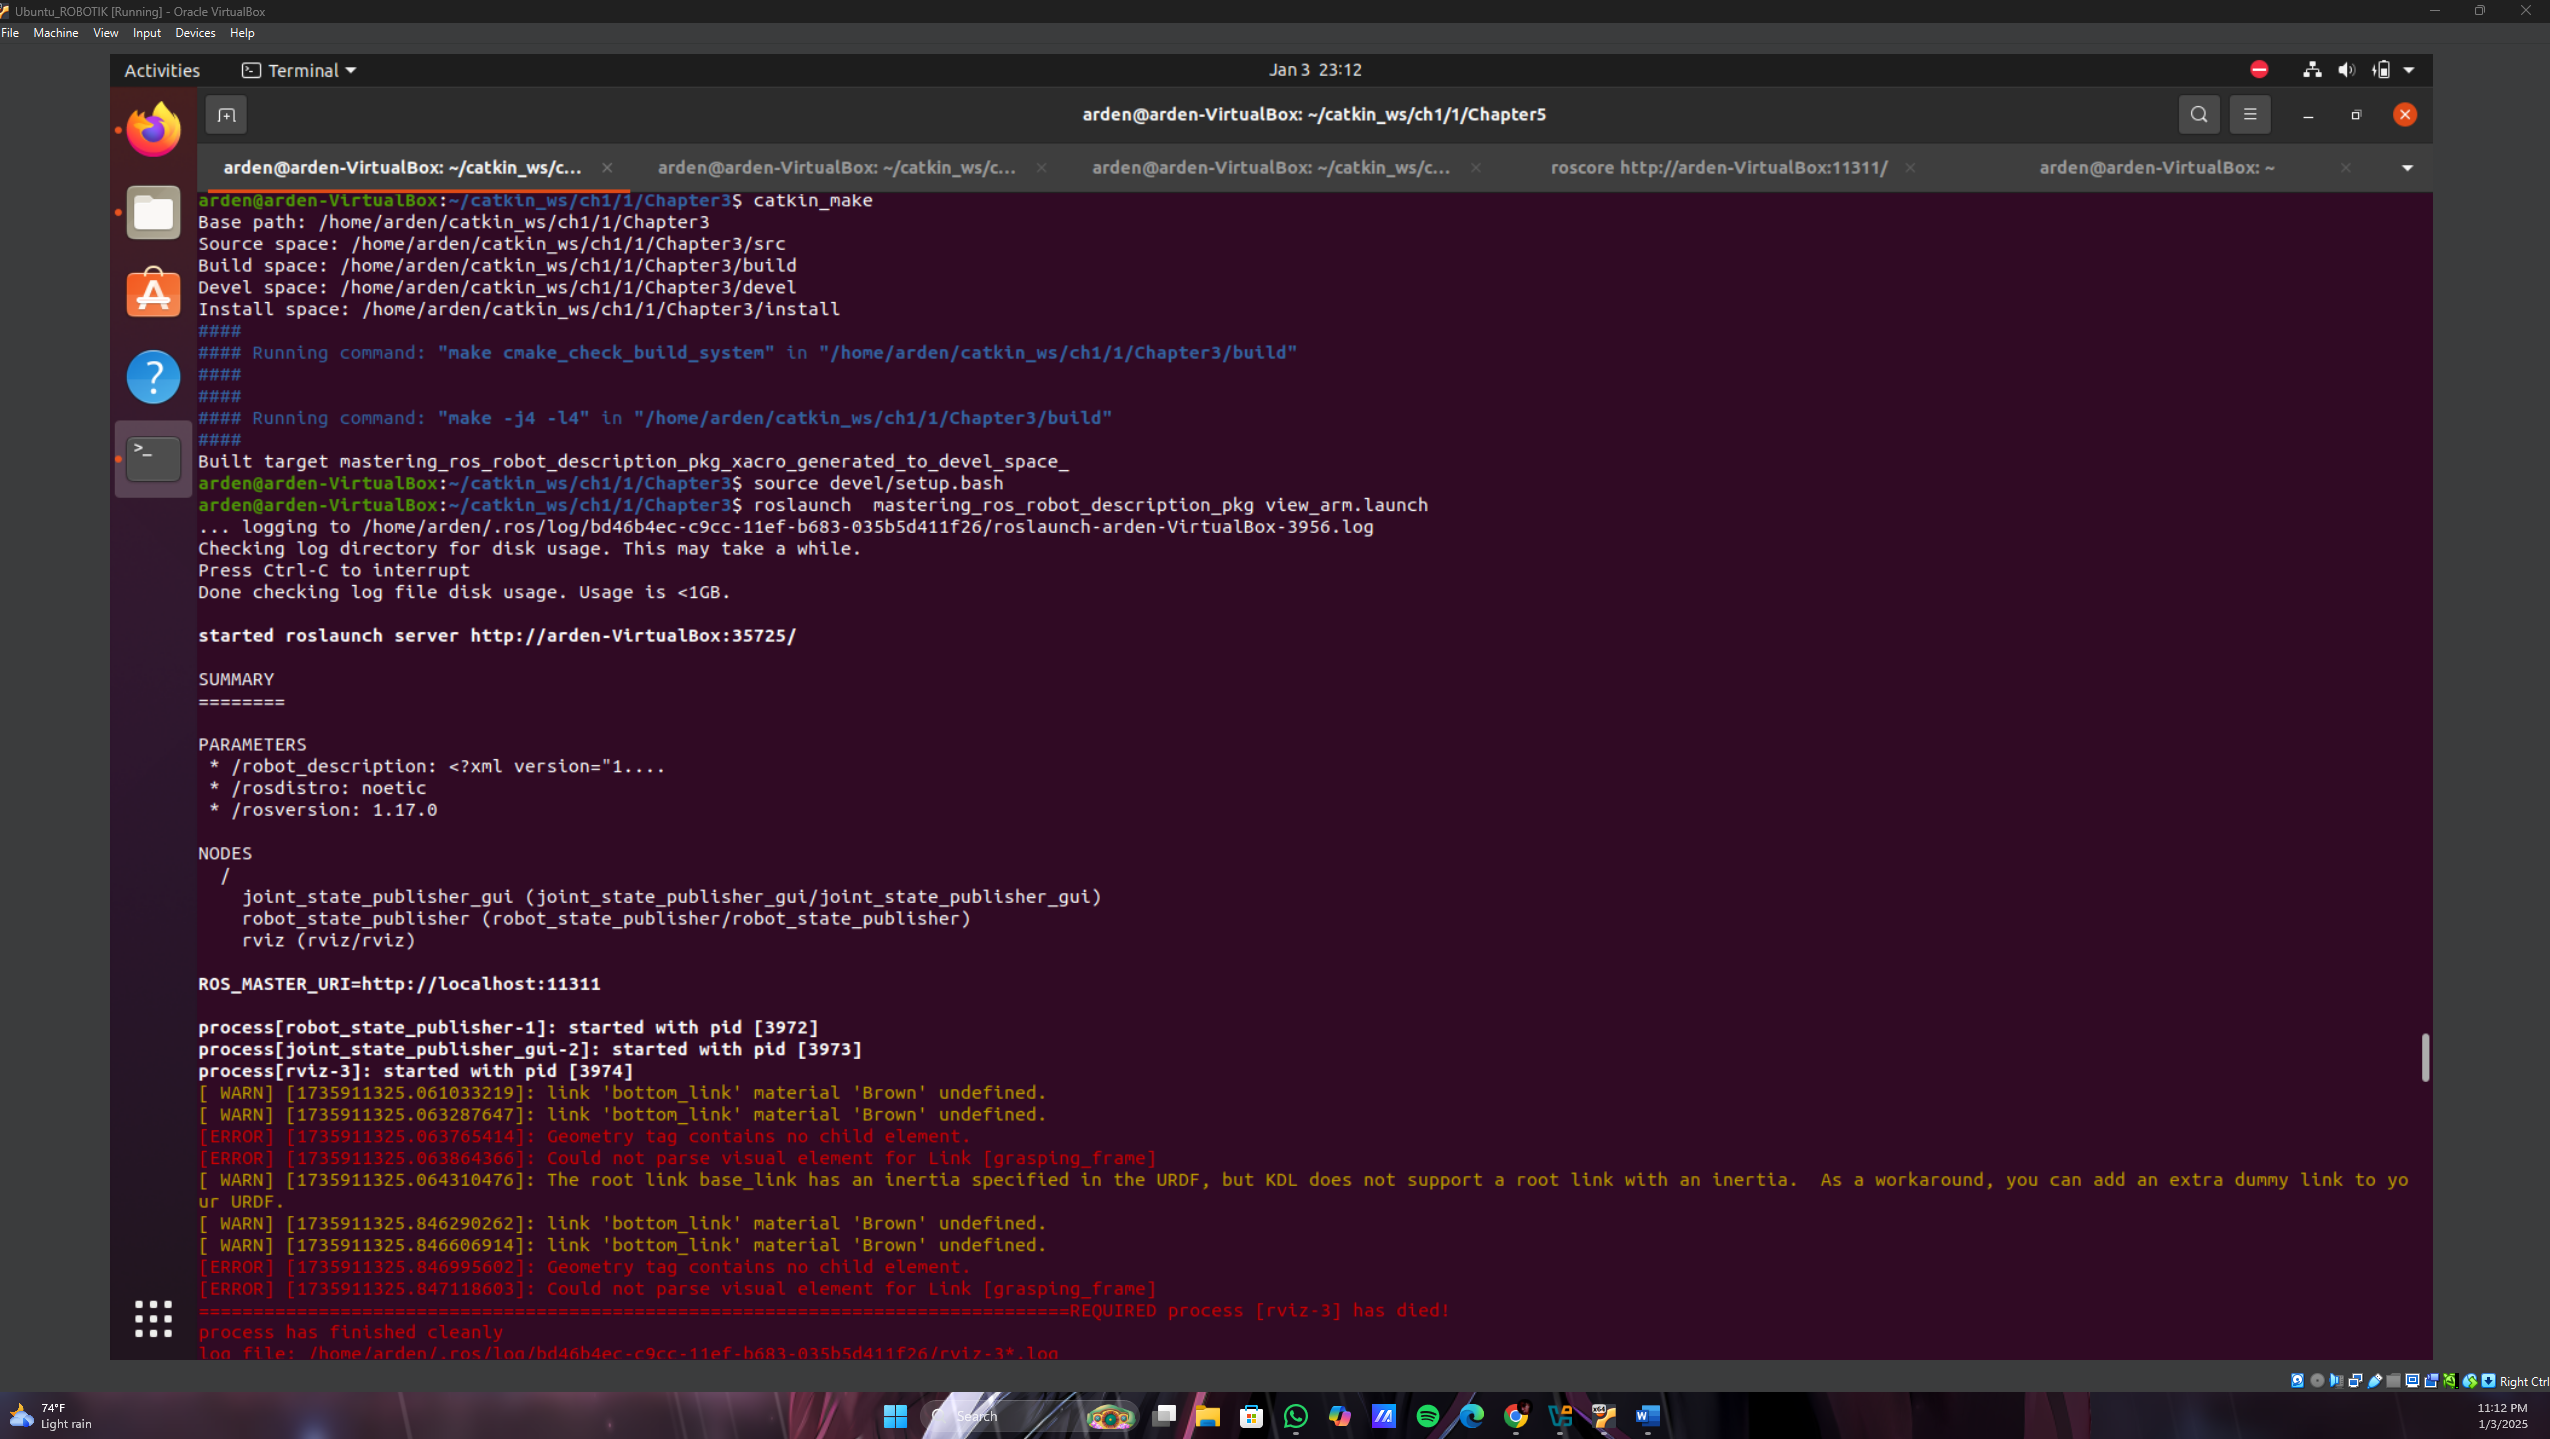 Ubuntu_ROBOTIK [Running] - Oracle VirtualBox
File Machine View Input Devices Help
Activities Terminal Jan 3 23:12
arden@arden-VirtualBox: ~/catkin_ws/ch1/1/Chapter5
arden@arden-VirtualBox: ~/catkin_ws/c... arden@arden-VirtualBox: ~/catkin_ws/c... arden@arden-VirtualBox: ~/catkin_ws/c... roscore http://arden-VirtualBox:11311/ arden@arden-VirtualBox: ~
arden@arden-VirtualBox:~/catkin_ws/ch1/1/Chapter3$ catkin_make
Base path: /home/arden/catkin_ws/ch1/1/Chapter3
Source space: /home/arden/catkin_ws/ch1/1/Chapter3/src
Build space: /home/arden/catkin_ws/ch1/1/Chapter3/build
Devel space: /home/arden/catkin_ws/ch1/1/Chapter3/devel
Install space: /home/arden/catkin_ws/ch1/1/Chapter3/install
####
#### Running command: "make cmake_check_build_system" in "/home/arden/catkin_ws/ch1/1/Chapter3/build"
####
####
#### Running command: "make -j4 -l4" in "/home/arden/catkin_ws/ch1/1/Chapter3/build"
####
Built target mastering_ros_robot_description_pkg_xacro_generated_to_devel_space_
arden@arden-VirtualBox:~/catkin_ws/ch1/1/Chapter3$ source devel/setup.bash
arden@arden-VirtualBox:~/catkin_ws/ch1/1/Chapter3$ roslaunch  mastering_ros_robot_description_pkg view_arm.launch
... logging to /home/arden/.ros/log/bd46b4ec-c9cc-11ef-b683-035b5d411f26/roslaunch-arden-VirtualBox-3956.log
Checking log directory for disk usage. This may take a while.
Press Ctrl-C to interrupt
Done checking log file disk usage. Usage is <1GB.
started roslaunch server http://arden-VirtualBox:35725/
SUMMARY
========
PARAMETERS
* /robot_description: <?xml version="1....
* /rosdistro: noetic
* /rosversion: 1.17.0
NODES
/
joint_state_publisher_gui (joint_state_publisher_gui/joint_state_publisher_gui)
robot_state_publisher (robot_state_publisher/robot_state_publisher)
rviz (rviz/rviz)
ROS_MASTER_URI=http://localhost:11311
process[robot_state_publisher-1]: started with pid [3972]
process[joint_state_publisher_gui-2]: started with pid [3973]
process[rviz-3]: started with pid [3974]
[ WARN] [1735911325.061033219]: link 'bottom_link' material 'Brown' undefined.
[ WARN] [1735911325.063287647]: link 'bottom_link' material 'Brown' undefined.
[ERROR] [1735911325.063765414]: Geometry tag contains no child element.
[ERROR] [1735911325.063864366]: Could not parse visual element for Link [grasping_frame]
[ WARN] [1735911325.064310476]: The root link base_link has an inertia specified in the URDF, but KDL does not support a root link with an inertia.  As a workaround, you can add an extra dummy link to yo
ur URDF.
[ WARN] [1735911325.846290262]: link 'bottom_link' material 'Brown' undefined.
[ WARN] [1735911325.846606914]: link 'bottom_link' material 'Brown' undefined.
[ERROR] [1735911325.846995602]: Geometry tag contains no child element.
[ERROR] [1735911325.847118603]: Could not parse visual element for Link [grasping_frame]
================================================================================REQUIRED process [rviz-3] has died!
process has finished cleanly
log file: /home/arden/.ros/log/bd46b4ec-c9cc-11ef-b683-035b5d411f26/rviz-3*.log
Right Ctrl
74°F
Light rain
Search
11:12 PM
1/3/2025